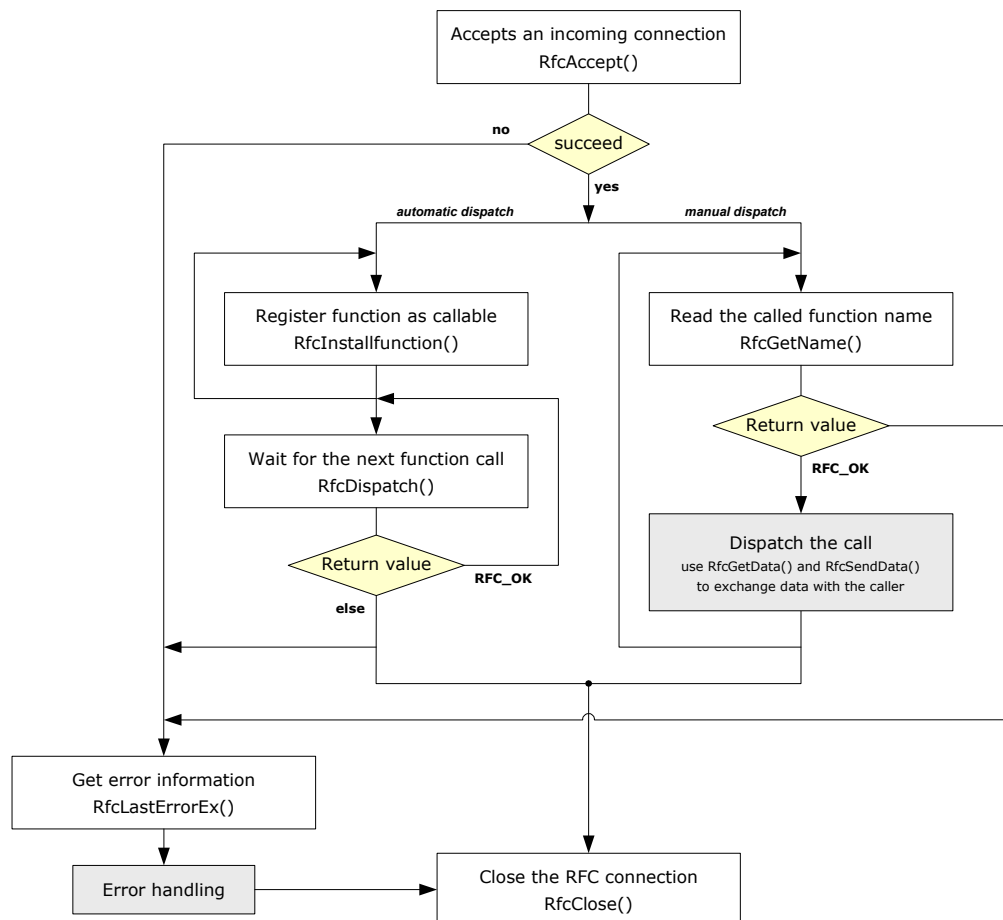 Accepts an incoming connection
RfcAccept()
no
succeed
yes
automatic dispatch
manual dispatch
Register function as callable
RfcInstallfunction()
Read the called function name
RfcGetName()
Return value
RFC_OK
Wait for the next function call
RfcDispatch()
Return value
RFC_OK
else
Dispatch the call
use RfcGetData() and RfcSendData()
to exchange data with the caller
Get error information
RfcLastErrorEx()
Error handling
Close the RFC connection
RfcClose()